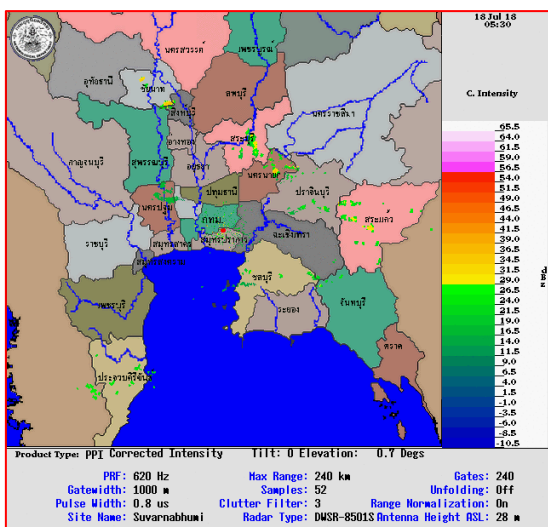 18 Jul 18
05:30
C. Intensity
นครสวรรค์
เพชรบูรณ์
อุทัยธานี
ชัยนาท
ลพบุรี
สิงห์บุรี
นครราชสีมา
อ่างทอง
สระบุรี
กาญจนบุรี
สุพรรณบุรี
อยุธยา
นครนายก
ปทุมธานี
ปราจีนบุรี
นครปฐม
กทม.
สระแก้ว
ฉะเชิงเทรา
ราชบุรี
สมุทรสาคร
สมุทรปราการ
สมุทรสงคราม
ชลบุรี
เพชรบุรี
ระยอง
จันทบุรี
ตราด
ประจวบคีรีขันธ์
65.5
64.0
61.5
59.0
56.5
54.0
51.5
49.0
46.5
44.0
41.5
39.0
36.5
34.0
31.5
29.0
26.5
24.0
21.5
19.0
16.5
14.0
11.5
9.0
6.5
4.0
1.5
-1.0
-3.5
-6.0
-8.5
-10.5
Product Type: PPI Corrected Intensity Tilt: 0 Elevation: 0.7 Degs
PRF: 620 Hz Max Range: 240 km Gates: 240
Gatewidth: 1000 m Samples: 52 Unfolding: Off
Pulse Width: 0.8 us Clutter Filter: 3 Range Normalization: On
Site Name: Suvarnabhumi Radar Type: DWSR-8501S Antenna Height ASL: 28 m